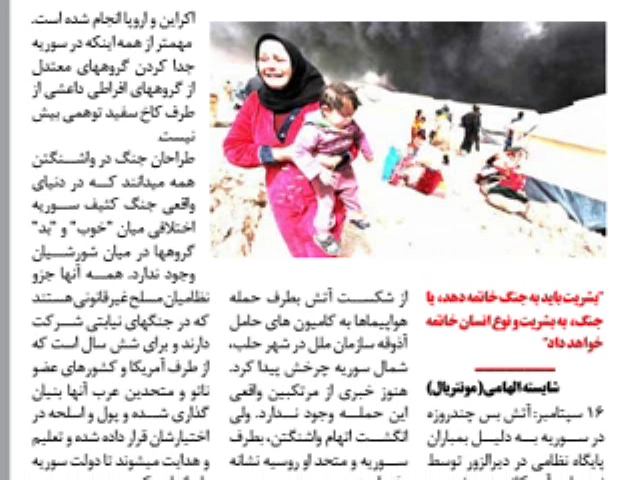 "بشریت باید به جنگ خاتمه دهد، یا
جنگ، به بشریت و نوع انسان خاتمه
خواهد داد"
شایسته الهامی (مونتریال)
۱۶ سپتامبر: آتش بس چندروزه
در سوریه به دلیل بمباران
پایگاه نظامی در دیرالزور توسط
از شکست آتش بطرف حمله
هواپیماها به کامیون های حامل
آذوقه سازمان ملل در شهر حلب،
شمال سوریه چرخش پیدا کرد.
هنوز خبری از مرتکبین واقعی
این حمله وجود ندارد. ولی
انگشت اتهام واشنگتن، بطرف
سوریه و متحد او روسیه نشانه
اکراین و اروپا انجام شده است.
مهمتر از همه اینکه در سوریه
جدا کردن گروههای معتدل
از گروههای افراطی داعشی از
طرف کاخ سفید توهمی بیش
نیست.
طراحان جنگ در واشنگتن
همه میدانند که در دنیای
واقعی جنگ کثیف سوریه
اختلافی میان "خوب" و "بد"
گروهها در میان شورشیان
وجود ندارد. همه آنها جزو
نظامیان مسلح غیرقانونی هستند
که در جنگهای نیابتی شرکت
دارند و برای شش سال است که
از طرف آمریکا و کشورهای عضو
ناتو و متحدین عرب آنها بنیان
گذاری شده و پول و اسلحه در
اختیارشان قرار داده شده و تعلیم
و هدایت میشوند تا دولت سوریه